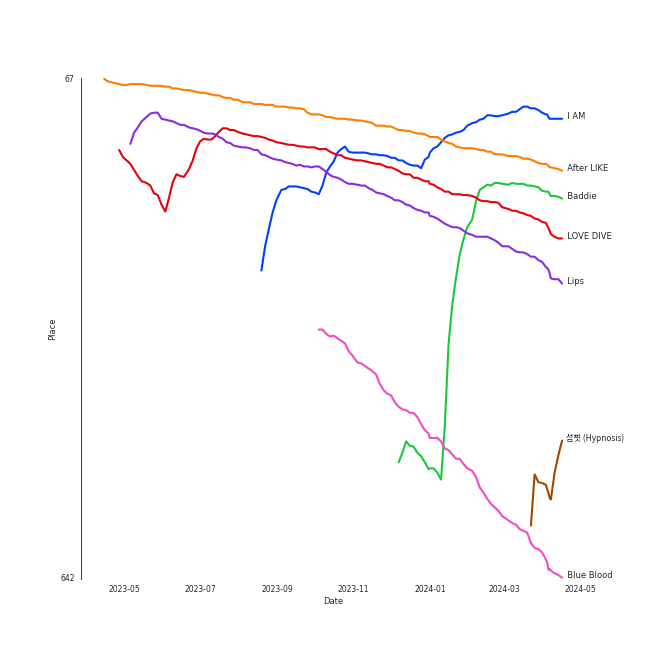 67
I AM
After LIKE
Baddie
LOVE DIVE
Lips
Place
섬찟 (Hypnosis)
Blue Blood
642
2023-05
2023-07
2023-09
2023-11
2024-01
2024-03
2024-05
Date